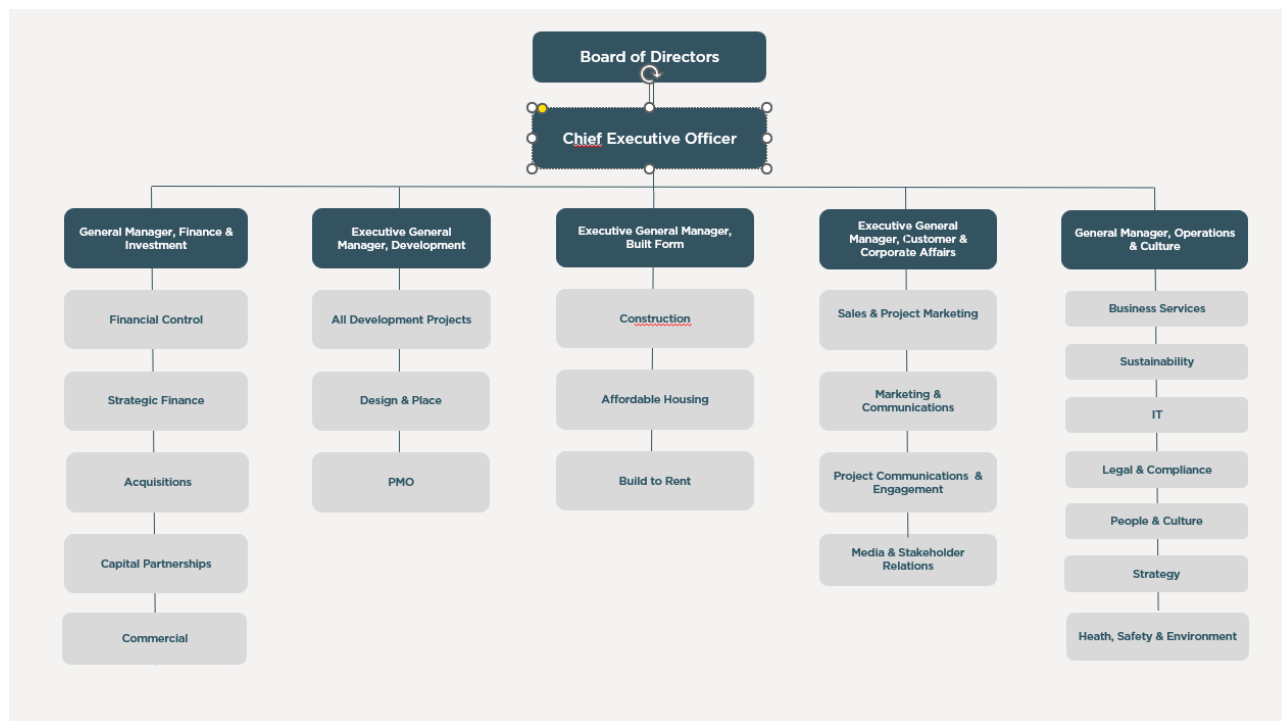 Board of Directors
Chief Executive Officer
General Manager, Finance &
Investment
Financial Control
Strategic Finance
Acquisitions
Capital Partnerships
Commercial
Executive General
Manager, Development
All Development Projects
Design & Place
PMO
Executive General Manager,
Built Form
Construction
Affordable Housing
Build to Rent
Executive General
Manager, Customer &
Corporate Affairs
Sales & Project Marketing
Marketing &
Communications
Project Communications &
Engagement
Media & Stakeholder
Relations
General Manager, Operations
& Culture
Business Services
Sustainability
IT
Legal & Compliance
People & Culture
Strategy
Heath, Safety & Environment